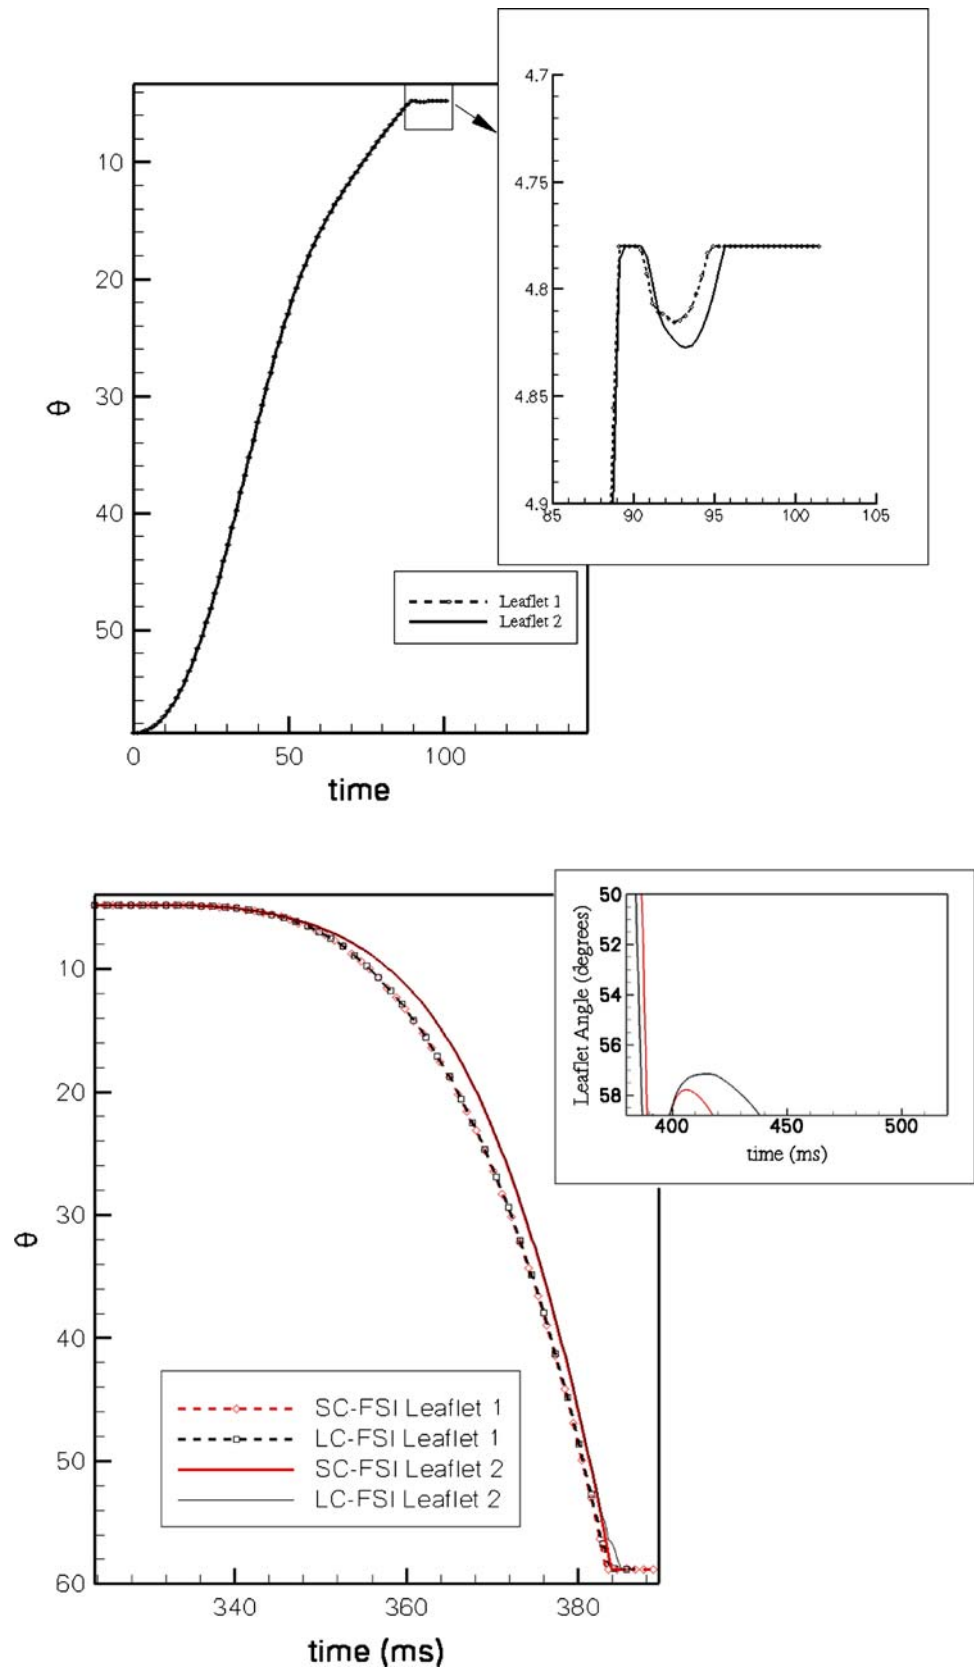 4.7
4.75
4.8
4.85
4.9
85 90 95 100 105
10
20
30
40
50
θ
0 50 100
time
Leaflet 1
Leaflet 2
50
52
54
56
58
Leaflet Angle (degrees)
400 450 500
time (ms)
10
20
30
40
50
60
θ
340 360 380
time (ms)
SC-FSI Leaflet 1
LC-FSI Leaflet 1
SC-FSI Leaflet 2
LC-FSI Leaflet 2